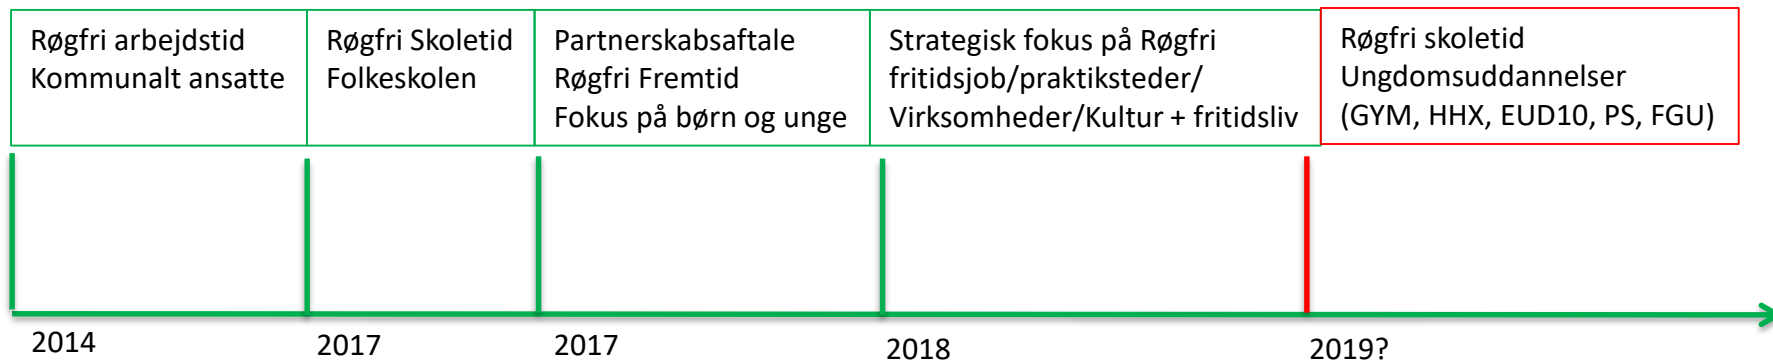 Røgfri arbejdstid
Kommunalt ansatte
Røgfri Skoletid
Folkeskolen
Partnerskabsaftale
Røgfri Fremtid
Fokus på børn og unge
Strategisk fokus på Røgfri
fritidsjob/praktiksteder/
Virksomheder/Kultur + fritidsliv
Røgfri skoletid
Ungdomsuddannelser
(GYM, HHX, EUD10, PS, FGU)
2014
2017
2017
2018
2019?